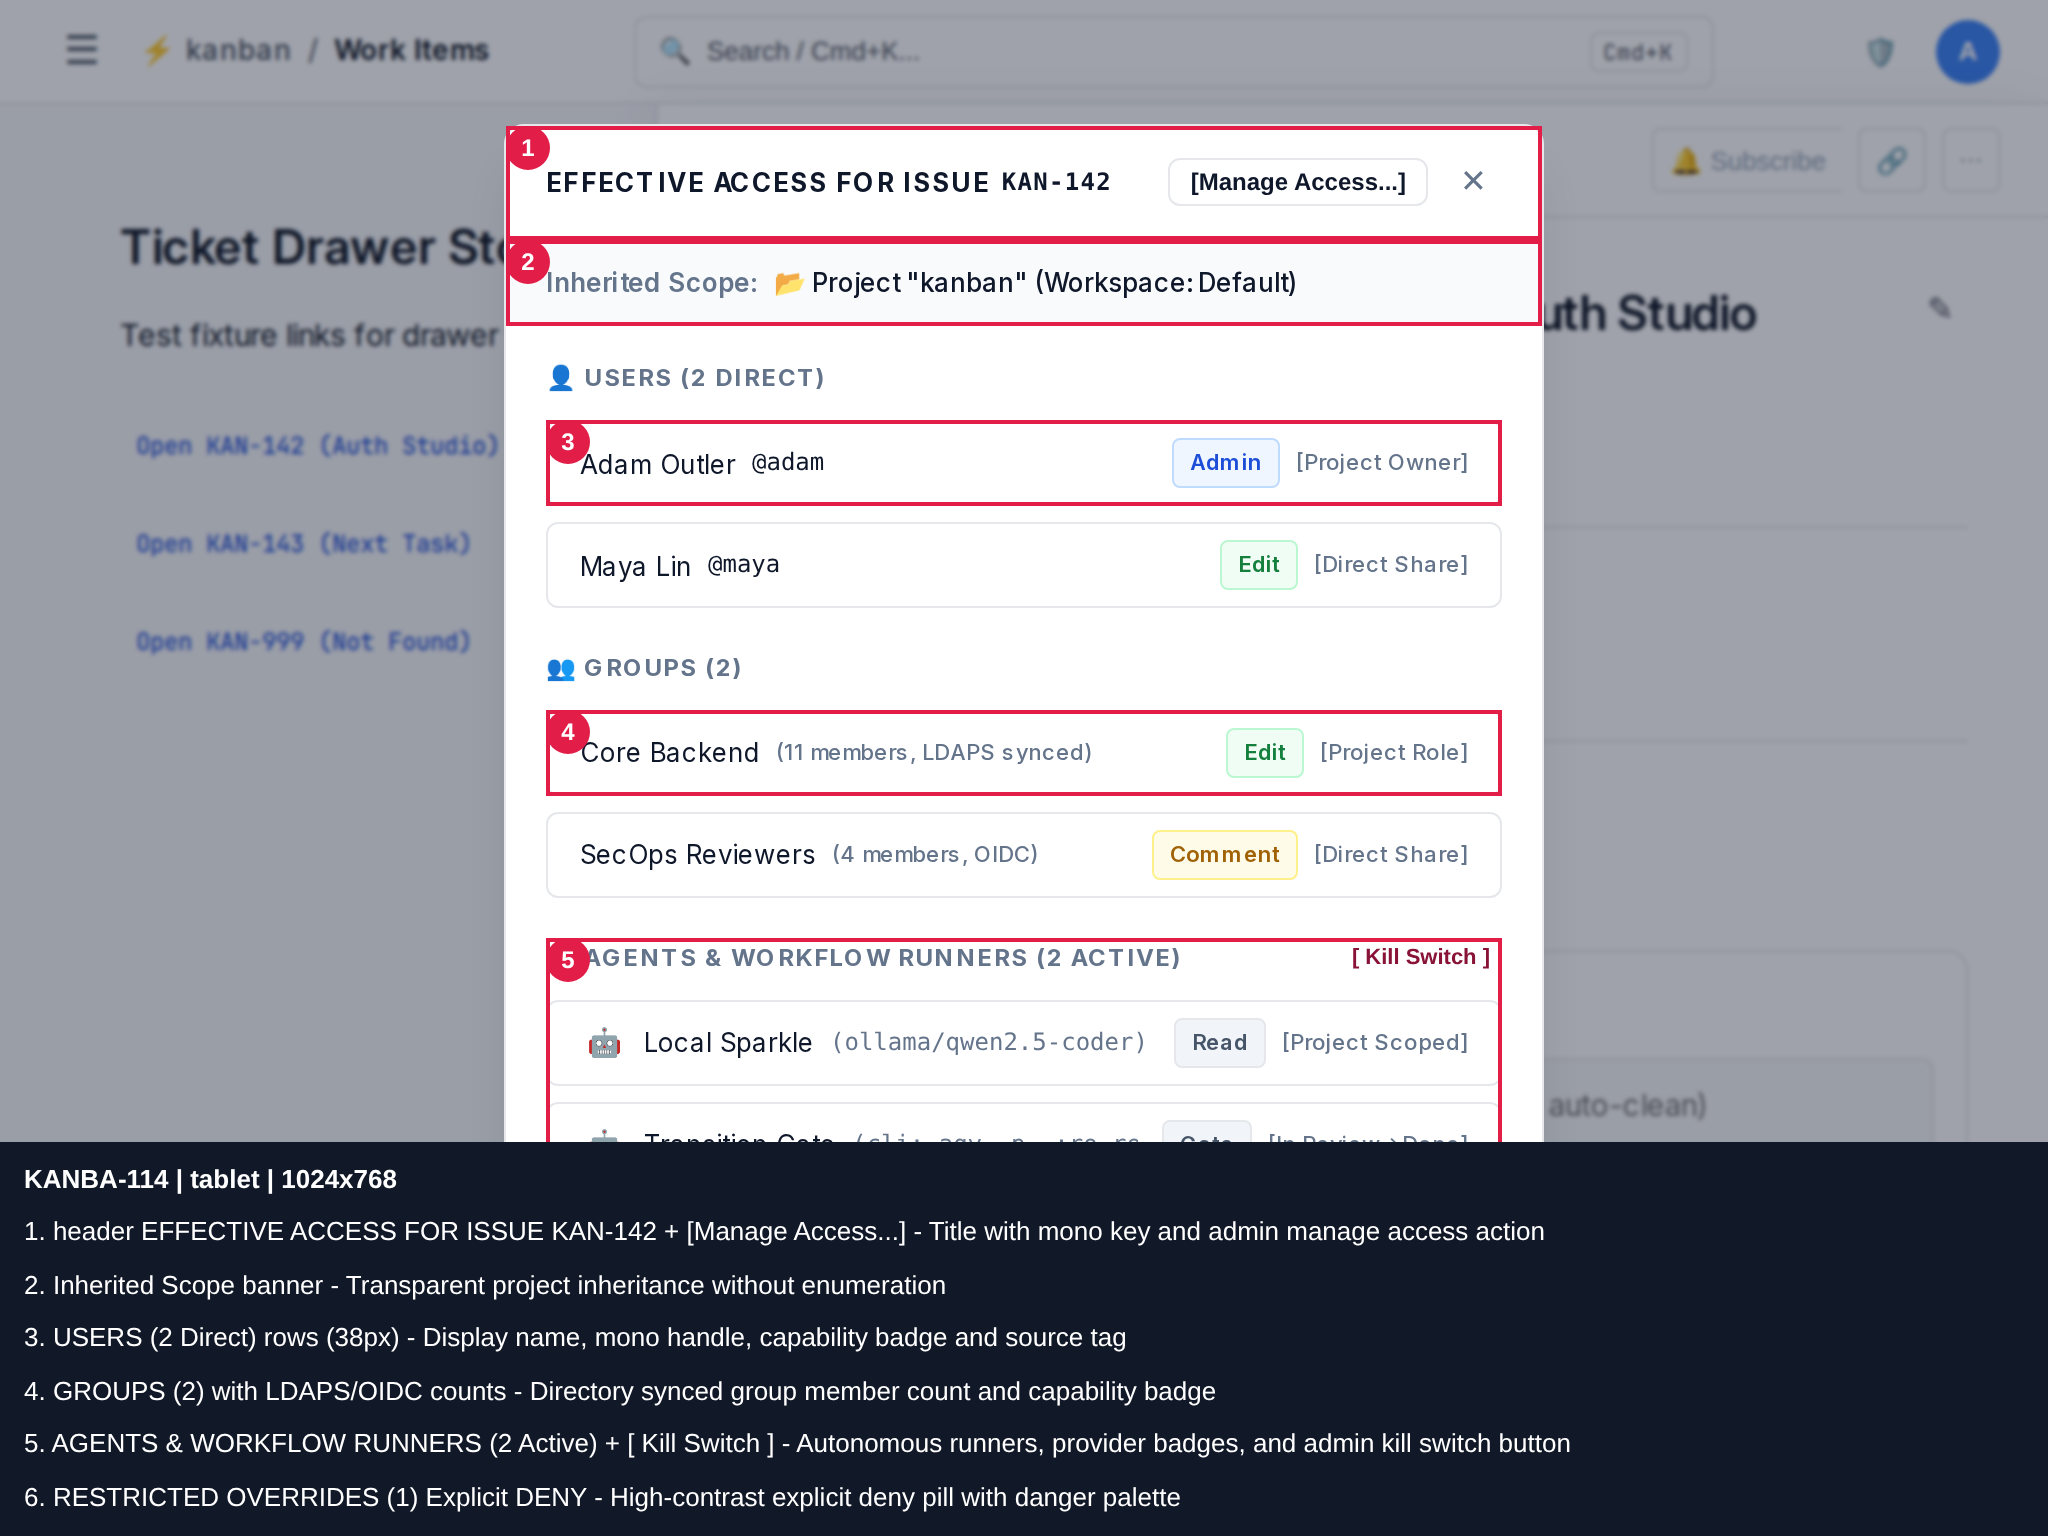 kanban / Work Items
Search / Cmd+K...
Cmd+K
A
Subscribe
Ticket Drawer
Test fixture links for drawer
Open KAN-142 (Auth Studio)
Open KAN-143 (Next Task)
Open KAN-999 (Not Found)
Studio
auto-clean)
1
EFFECTIVE ACCESS FOR ISSUE KAN-142
[Manage Access...]
2
Inherited Scope: Project "kanban" (Workspace: Default)
USERS (2 DIRECT)
3
Adam Outler @adam Admin [Project Owner]
Maya Lin @maya Edit [Direct Share]
GROUPS (2)
4
Core Backend (11 members, LDAPS synced) Edit [Project Role]
SecOps Reviewers (4 members, OIDC) Comment [Direct Share]
5
AGENTS & WORKFLOW RUNNERS (2 ACTIVE) [ Kill Switch ]
Local Sparkle (ollama/qwen2.5-coder) Read [Project Scoped]
KANBA-114 | tablet | 1024x768
1. header EFFECTIVE ACCESS FOR ISSUE KAN-142 + [Manage Access...] - Title with mono key and admin manage access action
2. Inherited Scope banner - Transparent project inheritance without enumeration
3. USERS (2 Direct) rows (38px) - Display name, mono handle, capability badge and source tag
4. GROUPS (2) with LDAPS/OIDC counts - Directory synced group member count and capability badge
5. AGENTS & WORKFLOW RUNNERS (2 Active) + [ Kill Switch ] - Autonomous runners, provider badges, and admin kill switch button
6. RESTRICTED OVERRIDES (1) Explicit DENY - High-contrast explicit deny pill with danger palette